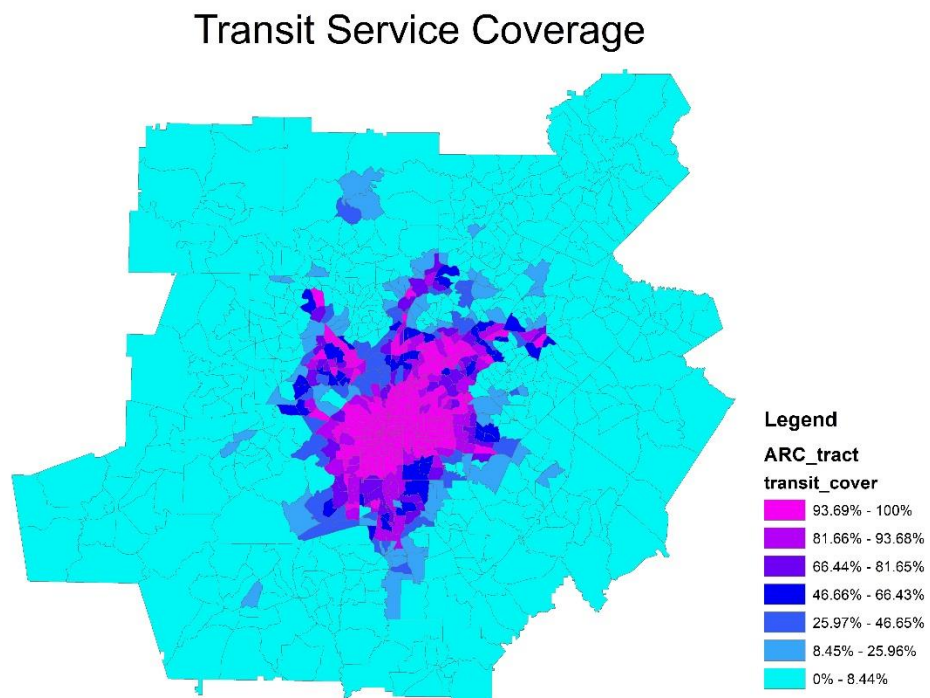 Transit Service Coverage
Legend
ARC_tract
transit_cover
93.69% - 100%
81.66% - 93.68%
66.44% - 81.65%
46.66% - 66.43%
25.97% - 46.65%
8.45% - 25.96%
0% - 8.44%